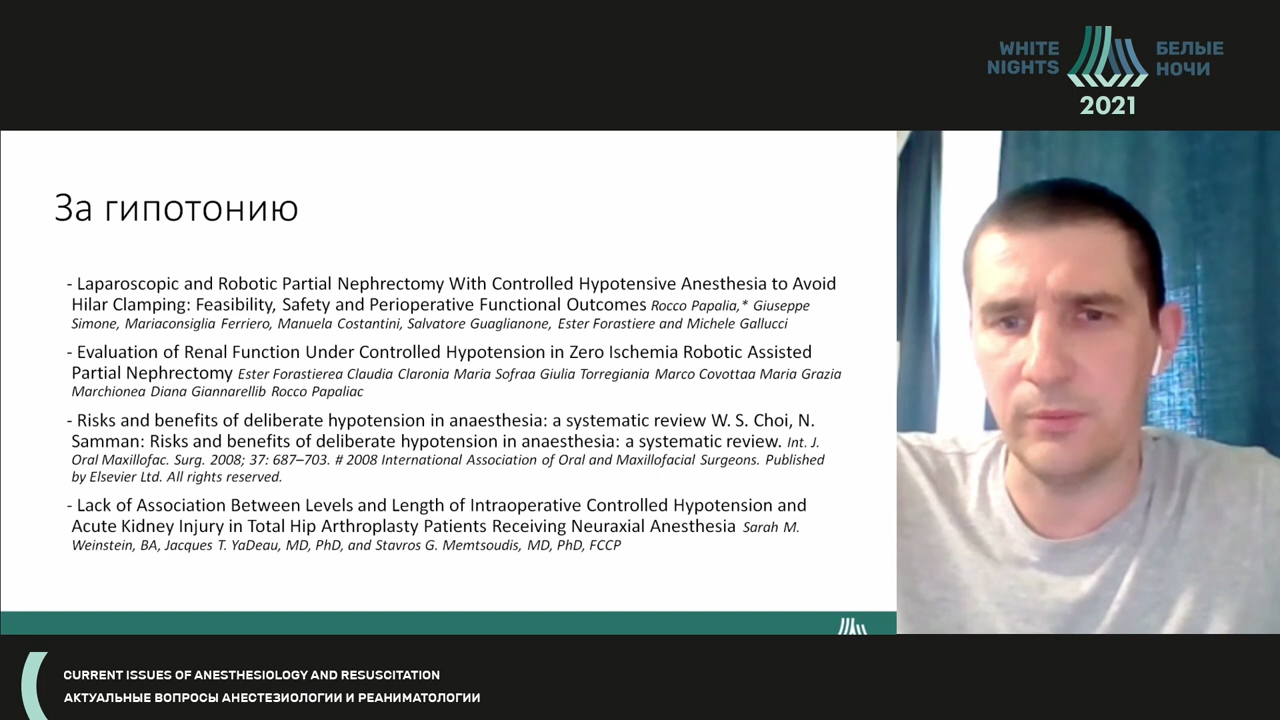 WHITE
NIGHTS
БЕЛЫЕ
НОЧИ
2021
За гипотонию
- Laparoscopic and Robotic Partial Nephrectomy With Controlled Hypotensive Anesthesia to Avoid
Hilar Clamping: Feasibility, Safety and Perioperative Functional Outcomes Rocco Papalia,* Giuseppe
Simone, Mariaconsiglia Ferriero, Manuela Costantini, Salvatore Guaglianone, Ester Forastiere and Michele Gallucci
- Evaluation of Renal Function Under Controlled Hypotension in Zero Ischemia Robotic Assisted
Partial Nephrectomy Ester Forastierea Claudia Claronia Maria Sofraa Giulia Torregiania Marco Covottaa Maria Grazia
Marchionea Diana Giannarellib Rocco Papaliac
- Risks and benefits of deliberate hypotension in anaesthesia: a systematic review W. S. Choi, N.
Samman: Risks and benefits of deliberate hypotension in anaesthesia: a systematic review. Int. J.
Oral Maxillofac. Surg. 2008; 37: 687–703. # 2008 International Association of Oral and Maxillofacial Surgeons. Published
by Elsevier Ltd. All rights reserved.
- Lack of Association Between Levels and Length of Intraoperative Controlled Hypotension and
Acute Kidney Injury in Total Hip Arthroplasty Patients Receiving Neuraxial Anesthesia Sarah M.
Weinstein, BA, Jacques T. YaDeau, MD, PhD, and Stavros G. Memtsoudis, MD, PhD, FCCP
CURRENT ISSUES OF ANESTHESIOLOGY AND RESUSCITATION
АКТУАЛЬНЫЕ ВОПРОСЫ АНЕСТЕЗИОЛОГИИ И РЕАНИМАТОЛОГИИ